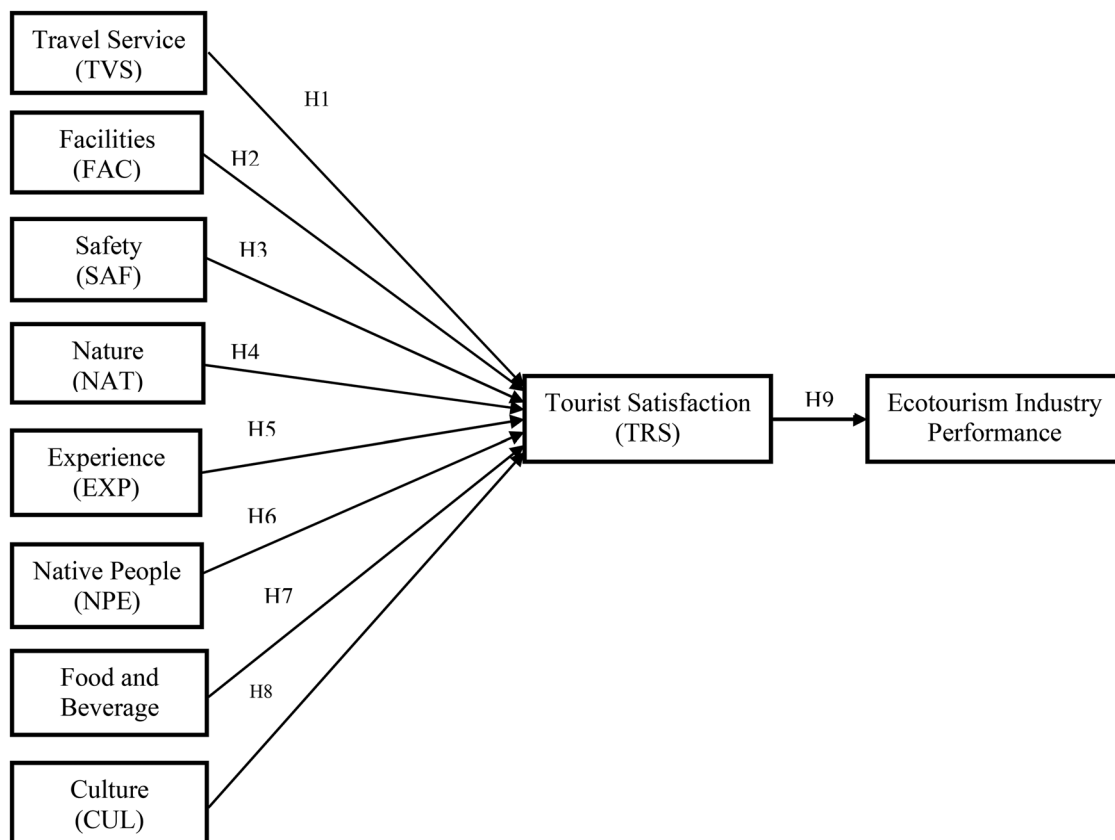 Travel Service
(TVS)
H1
Facilities
(FAC)
H2
Safety
(SAF)
H3
Nature
(NAT)
H4
Experience
(EXP)
H5
Native People
(NPE)
H6
Food and
Beverage
H7
Culture
(CUL)
H8
Tourist Satisfaction
(TRS)
H9
Ecotourism Industry
Performance